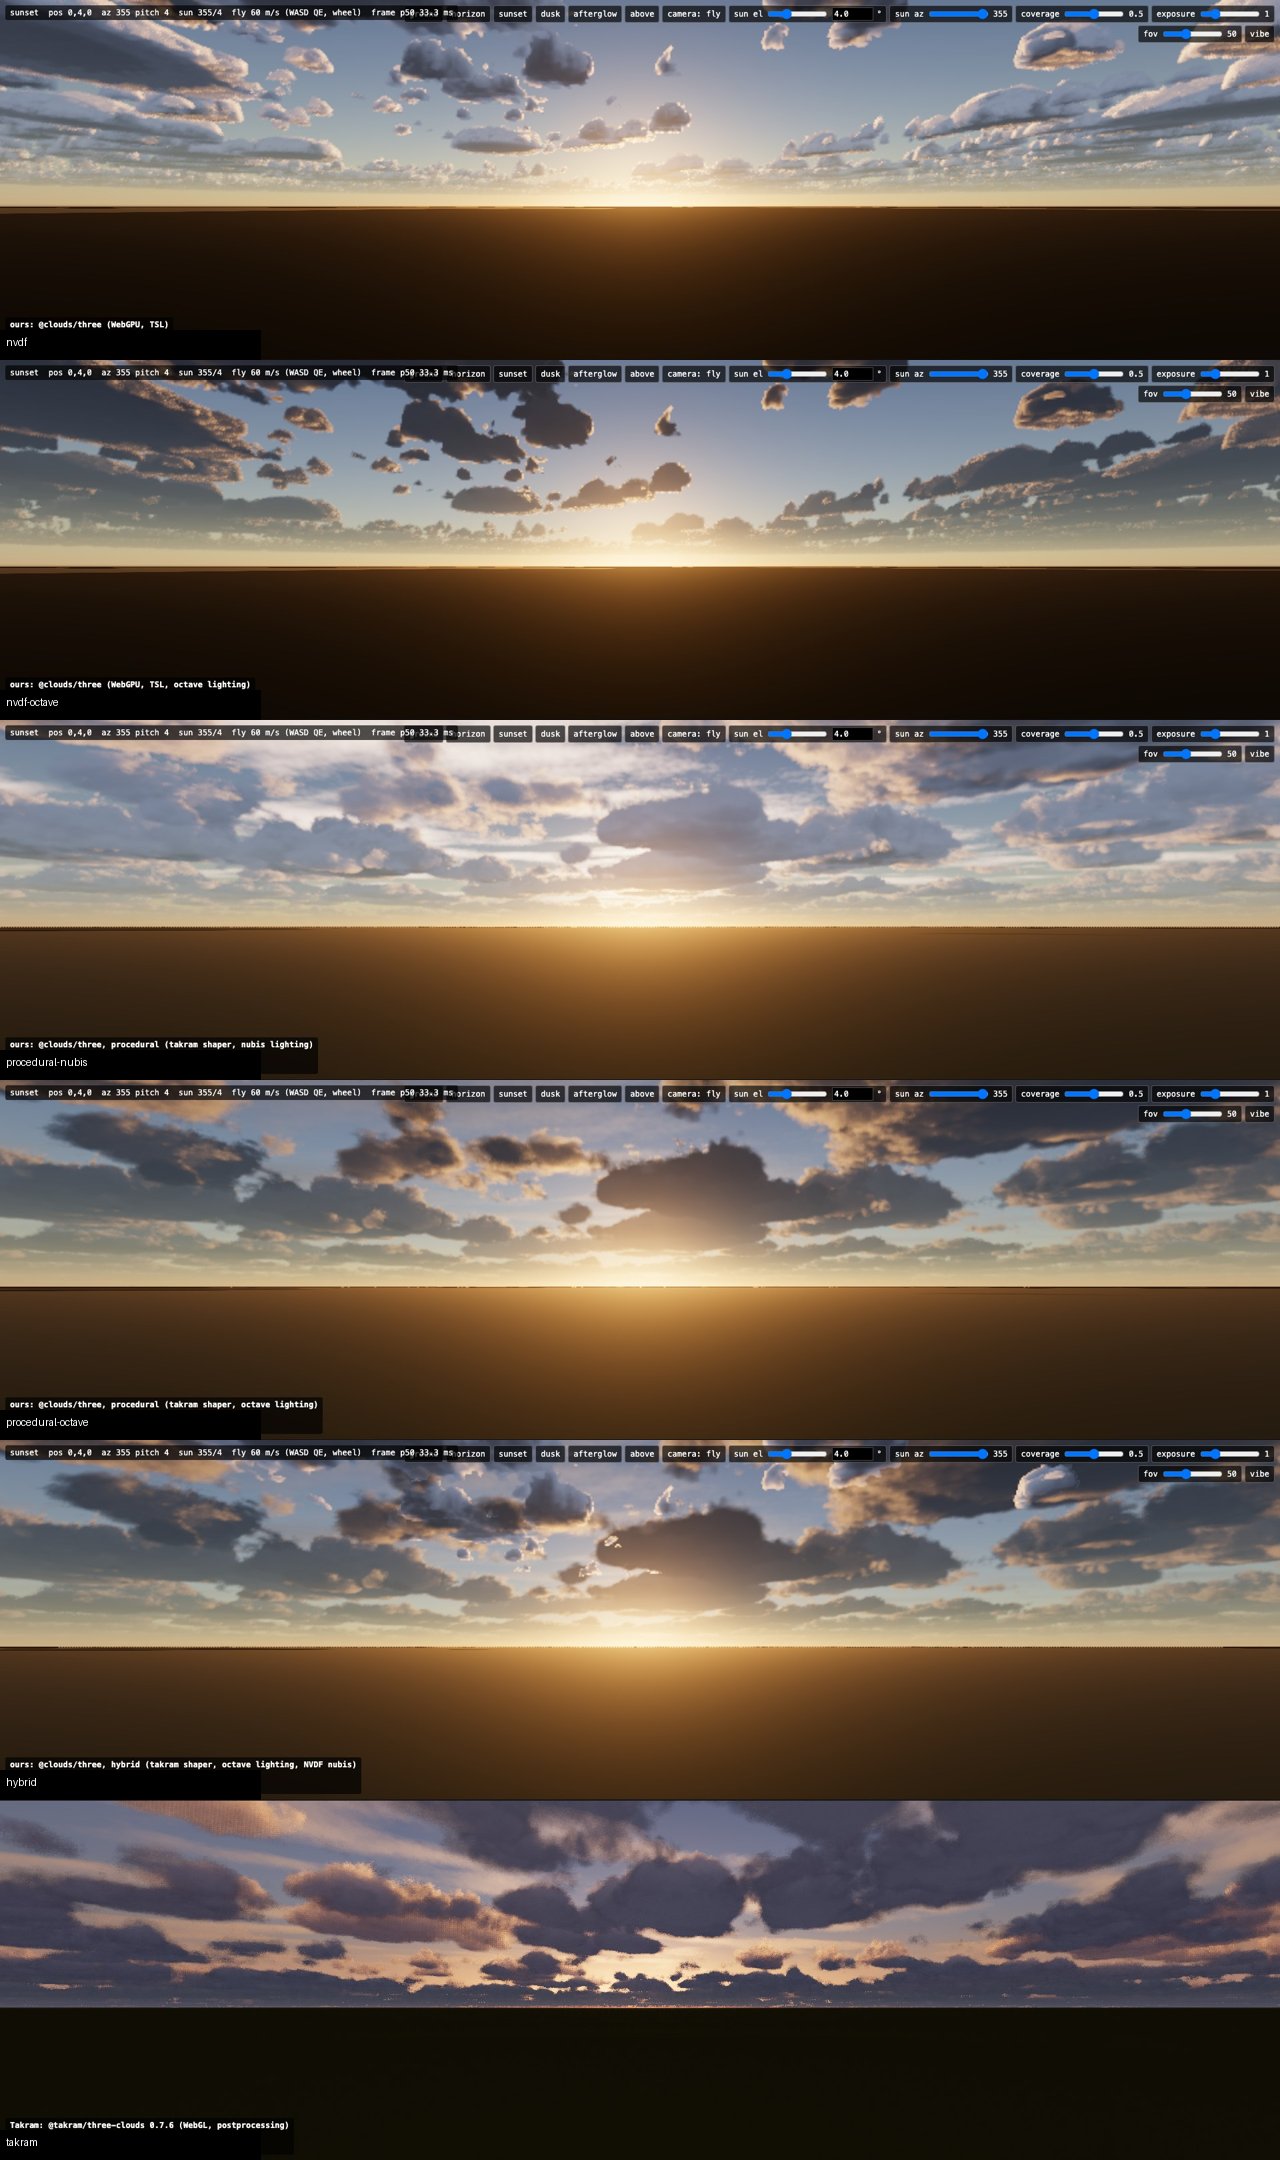 sunset pos 0,4,0 az 355 pitch 4 sun 355/4 fly 60 m/s (WASD QE, wheel) frame p50 33.3 ms orizon sunset dusk afterglow above camera: fly sun el 4.0 ° sun az 355 coverage 0.5 exposure 1
fov 50 vibe
ours: @clouds/three (WebGPU, TSL)
nvdf
sunset pos 0,4,0 az 355 pitch 4 sun 355/4 fly 60 m/s (WASD QE, wheel) frame p50 33.3 ms orizon sunset dusk afterglow above camera: fly sun el 4.0 ° sun az 355 coverage 0.5 exposure 1
fov 50 vibe
ours: @clouds/three (WebGPU, TSL, octave lighting)
nvdf-octave
sunset pos 0,4,0 az 355 pitch 4 sun 355/4 fly 60 m/s (WASD QE, wheel) frame p50 33.3 ms orizon sunset dusk afterglow above camera: fly sun el 4.0 ° sun az 355 coverage 0.5 exposure 1
fov 50 vibe
ours: @clouds/three, procedural (takram shaper, nubis lighting)
procedural-nubis
sunset pos 0,4,0 az 355 pitch 4 sun 355/4 fly 60 m/s (WASD QE, wheel) frame p50 33.3 ms orizon sunset dusk afterglow above camera: fly sun el 4.0 ° sun az 355 coverage 0.5 exposure 1
fov 50 vibe
ours: @clouds/three, procedural (takram shaper, octave lighting)
procedural-octave
sunset pos 0,4,0 az 355 pitch 4 sun 355/4 fly 60 m/s (WASD QE, wheel) frame p50 33.3 ms orizon sunset dusk afterglow above camera: fly sun el 4.0 ° sun az 355 coverage 0.5 exposure 1
fov 50 vibe
ours: @clouds/three, hybrid (takram shaper, octave lighting, NVDF nubis)
hybrid
Takram: @takram/three-clouds 0.7.6 (WebGL, postprocessing)
takram